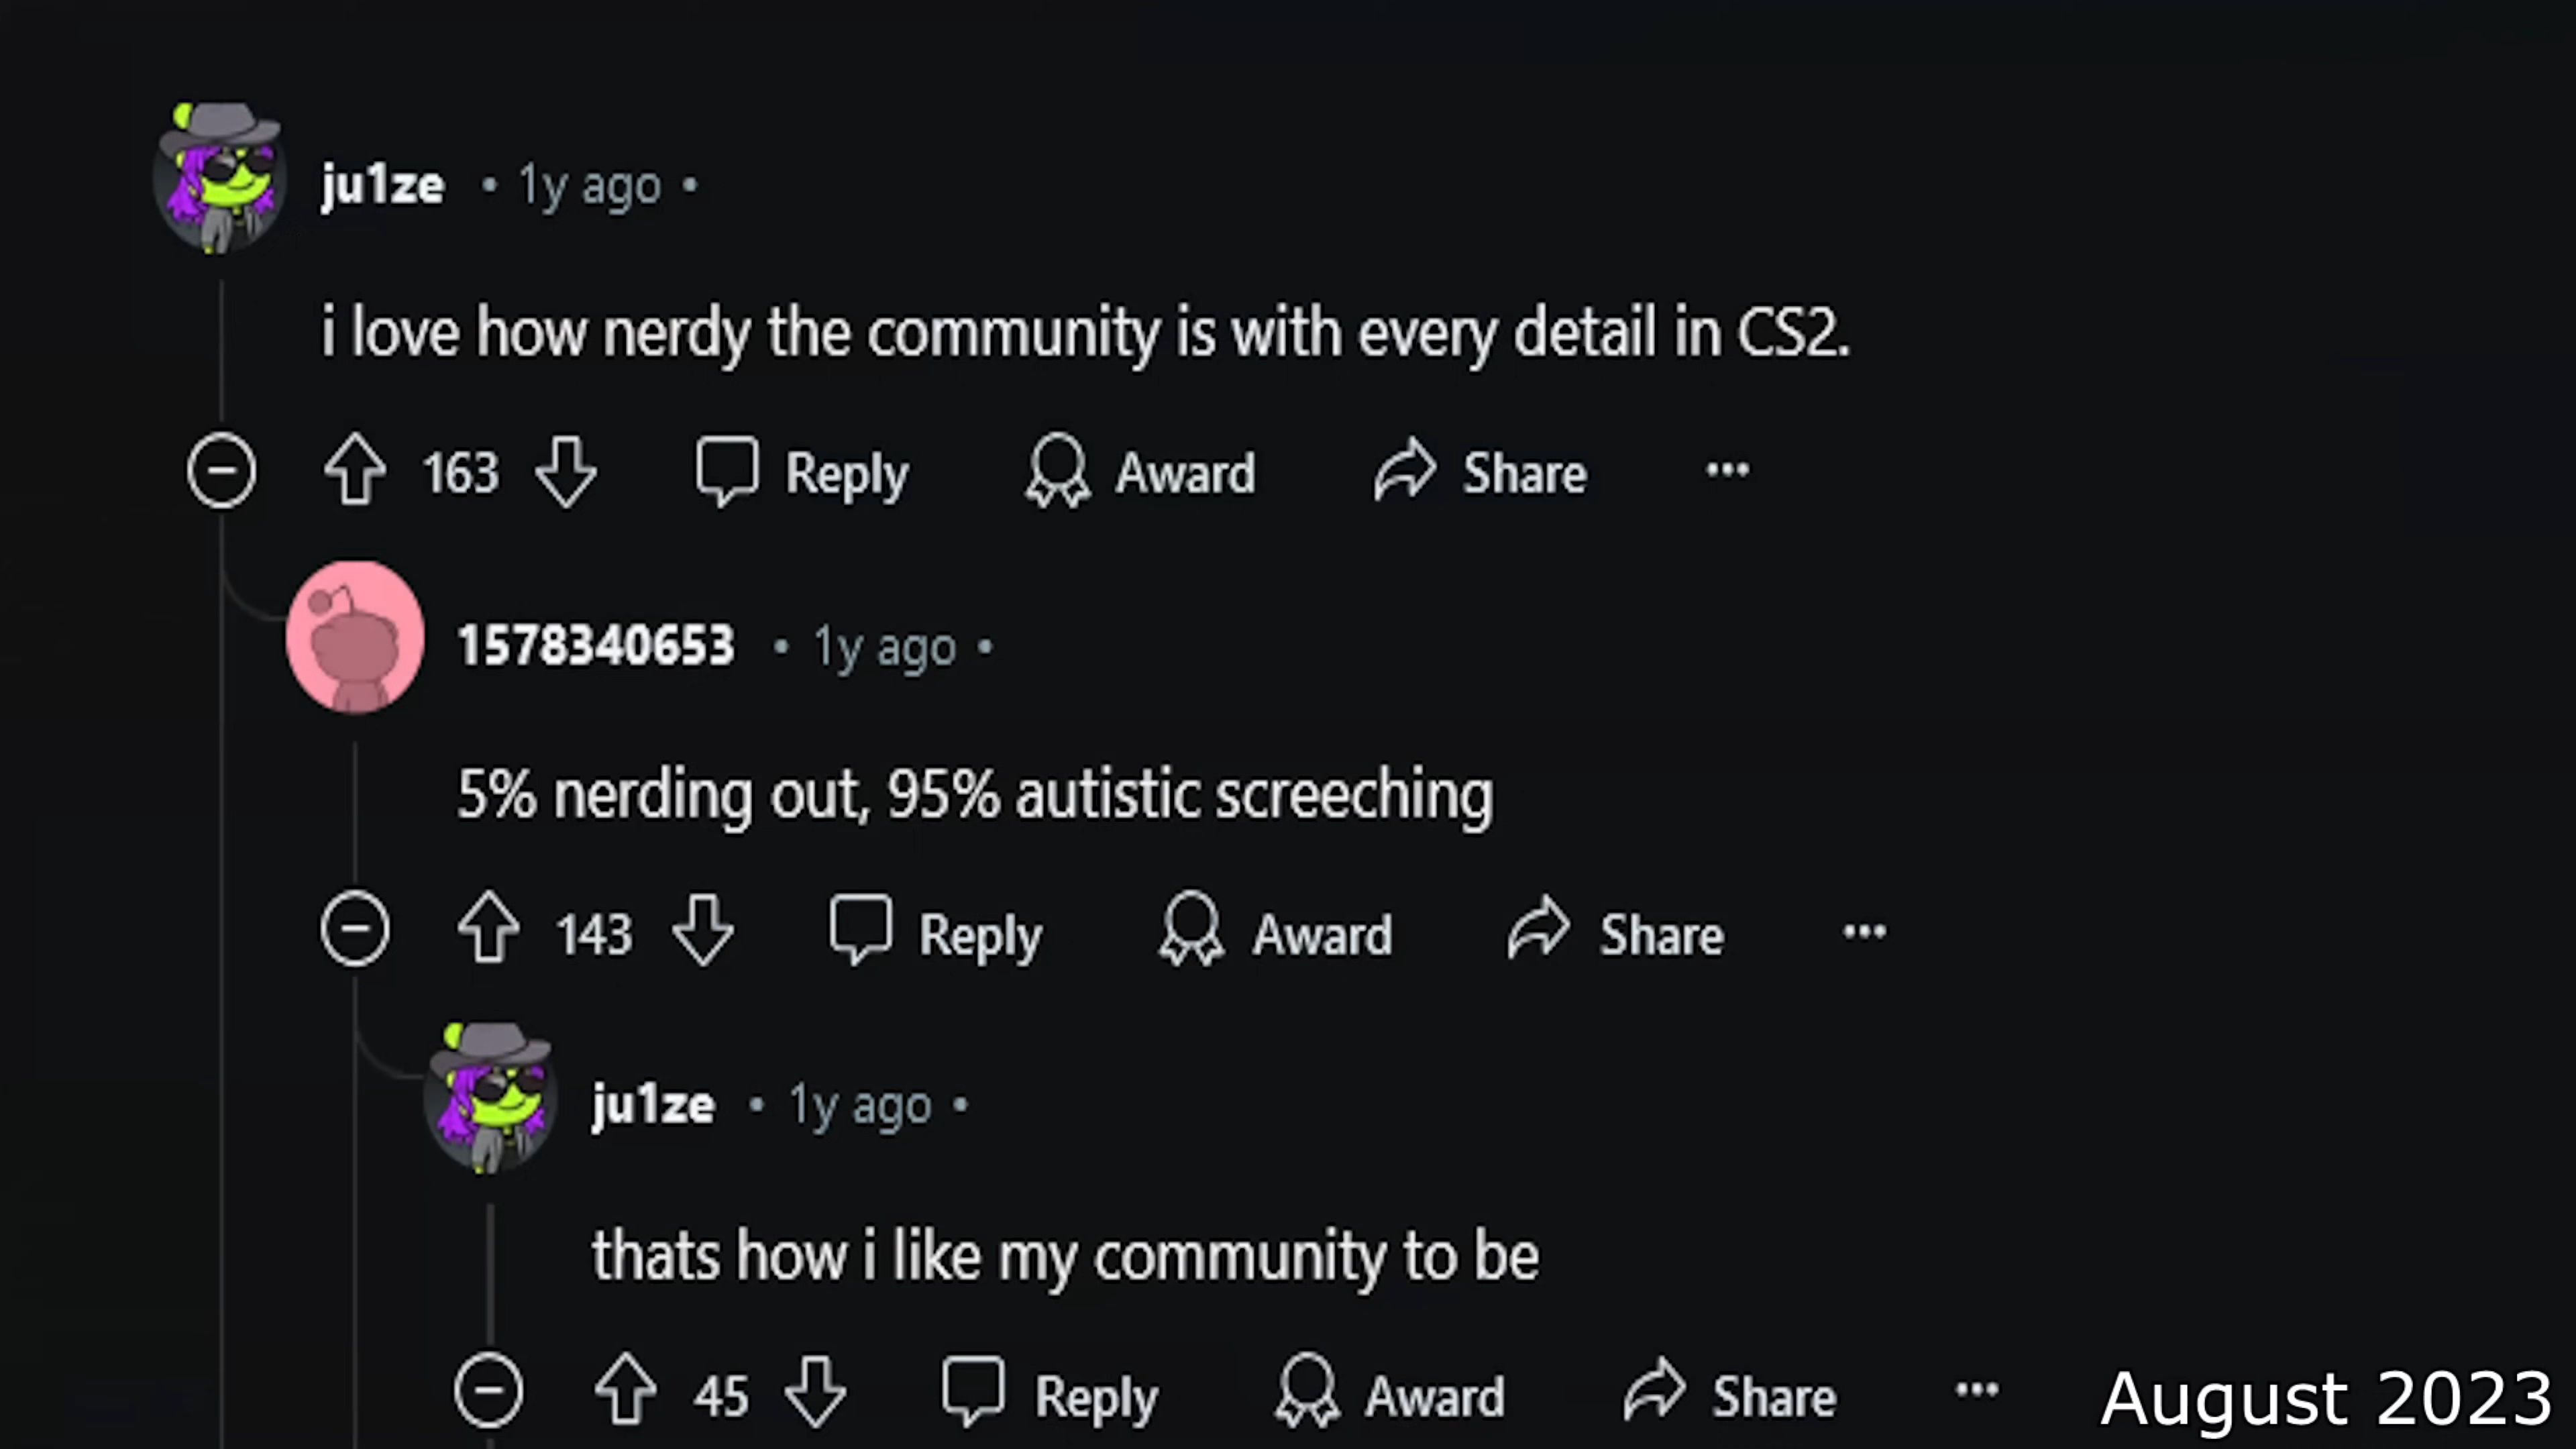 ju1ze • 1y ago •
i love how nerdy the community is with every detail in CS2.
163 Reply Award Share ...
1578340653 • 1y ago •
5% nerding out, 95% autistic screeching
143 Reply Award Share ...
ju1ze • 1y ago •
thats how i like my community to be
45 Reply Award Share ...
August 2023